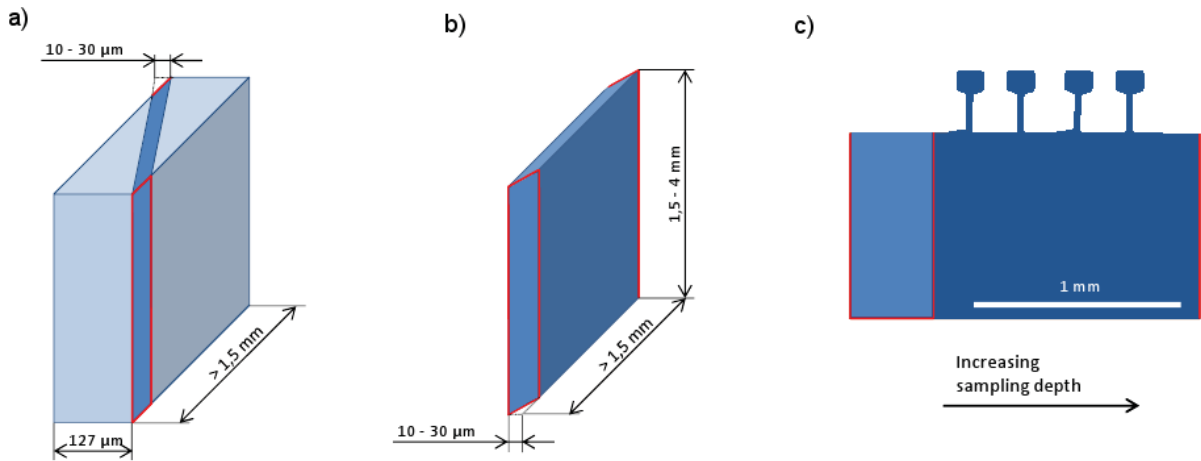 a)
10 - 30 µm
> 1,5 mm
127 µm
b)
1,5 - 4 mm
> 1,5 mm
10 - 30 µm
c)
1 mm
Increasing
sampling depth